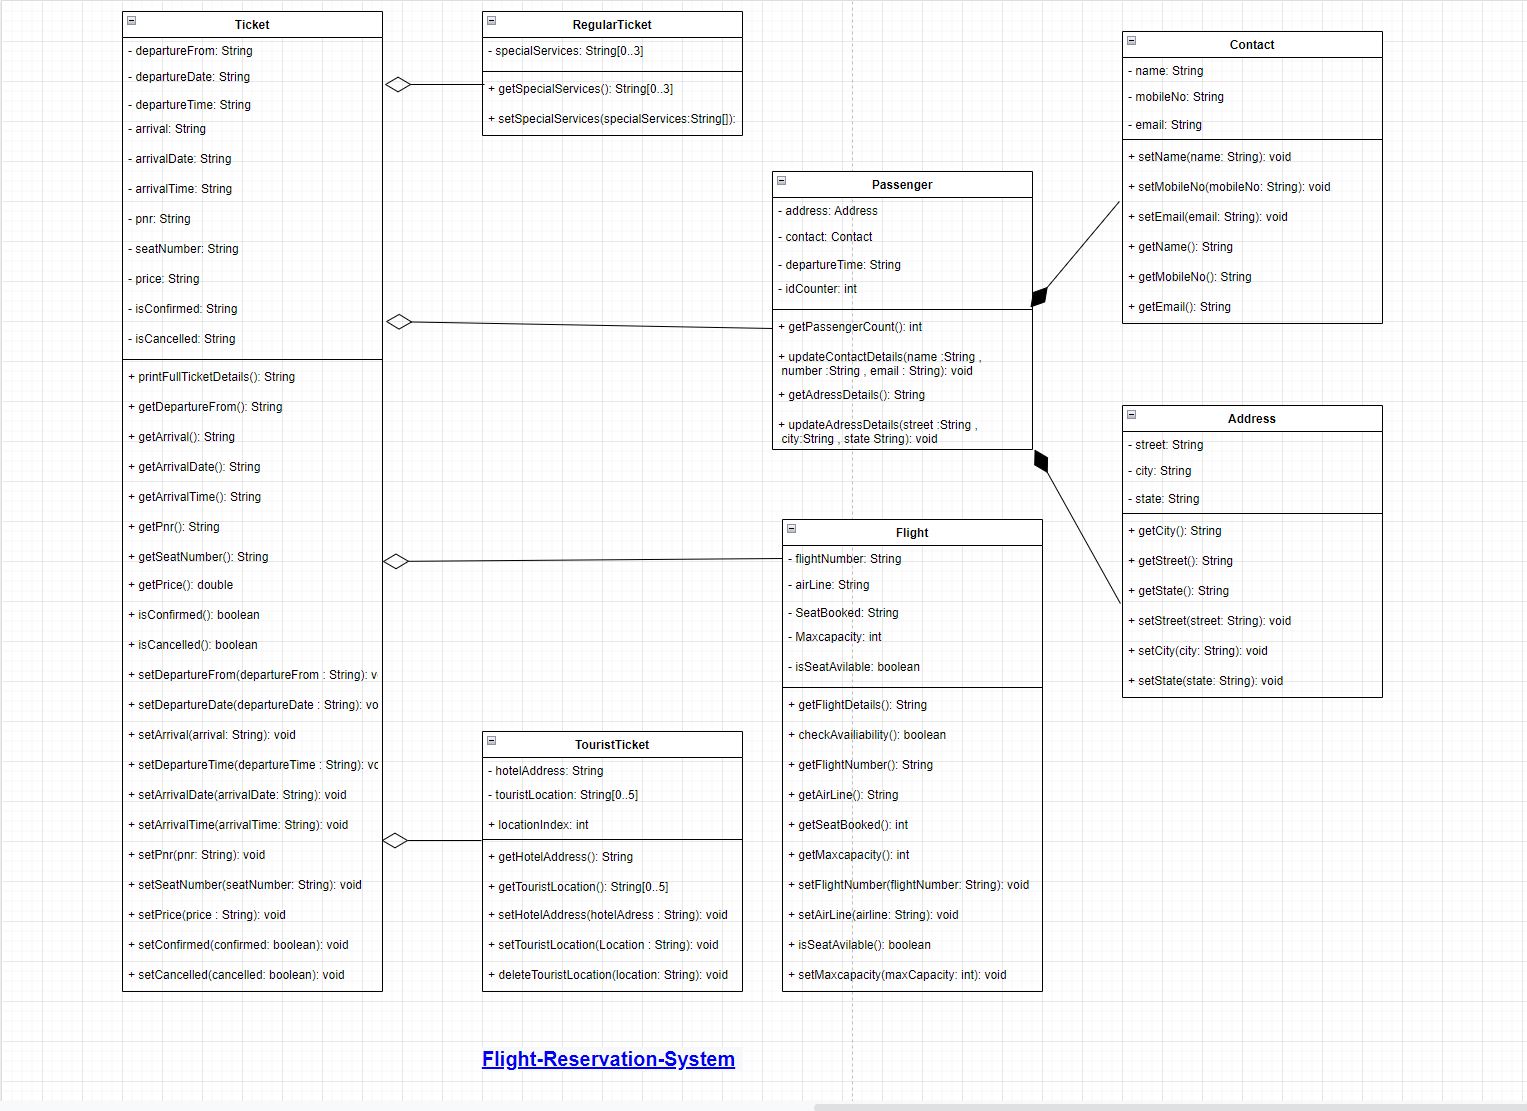 Ticket
- departureFrom: String
- departureDate: String
- departureTime: String
- arrival: String
- arrivalDate: String
- arrivalTime: String
- pnr: String
- seatNumber: String
- price: String
- isConfirmed: String
- isCancelled: String
+ printFullTicketDetails(): String
+ getDepartureFrom(): String
+ getArrival(): String
+ getArrivalDate(): String
+ getArrivalTime(): String
+ getPnr(): String
+ getSeatNumber(): String
+ getPrice(): double
+ isConfirmed(): boolean
+ isCancelled(): boolean
+ setDepartureFrom(departureFrom : String): v
+ setDepartureDate(departureDate : String): vo
+ setArrival(arrival: String): void
+ setDepartureTime(departureTime : String): vc
+ setArrivalDate(arrivalDate: String): void
+ setArrivalTime(arrivalTime: String): void
+ setPnr(pnr: String): void
+ setSeatNumber(seatNumber: String): void
+ setPrice(price : String): void
+ setConfirmed(confirmed: boolean): void
+ setCancelled(cancelled: boolean): void
RegularTicket
- specialServices: String[0..3]
+ getSpecialServices(): String[0..3]
+ setSpecialServices(specialServices:String[]):
Passenger
- address: Address
- contact: Contact
- departureTime: String
- idCounter: int
+ getPassengerCount(): int
+ updateContactDetails(name :String ,
number :String , email : String): void
+ getAdressDetails(): String
+ updateAdressDetails(street :String ,
city:String , state String): void
Contact
- name: String
- mobileNo: String
- email: String
+ setName(name: String): void
+ setMobileNo(mobileNo: String): void
+ setEmail(email: String): void
+ getName(): String
+ getMobileNo(): String
+ getEmail(): String
Address
- street: String
- city: String
- state: String
+ getCity(): String
+ getStreet(): String
+ getState(): String
+ setStreet(street: String): void
+ setCity(city: String): void
+ setState(state: String): void
Flight
- flightNumber: String
- airLine: String
- SeatBooked: String
- Maxcapacity: int
- isSeatAvilable: boolean
+ getFlightDetails(): String
+ checkAvailiability(): boolean
+ getFlightNumber(): String
+ getAirLine(): String
+ getSeatBooked(): int
+ getMaxcapacity(): int
+ setFlightNumber(flightNumber: String): void
+ setAirLine(airline: String): void
+ isSeatAvilable(): boolean
+ setMaxcapacity(maxCapacity: int): void
TouristTicket
- hotelAddress: String
- touristLocation: String[0..5]
+ locationIndex: int
+ getHotelAddress(): String
+ getTouristLocation(): String[0..5]
+ setHotelAddress(hotelAdress : String): void
+ setTouristLocation(Location : String): void
+ deleteTouristLocation(location: String): void
Flight-Reservation-System